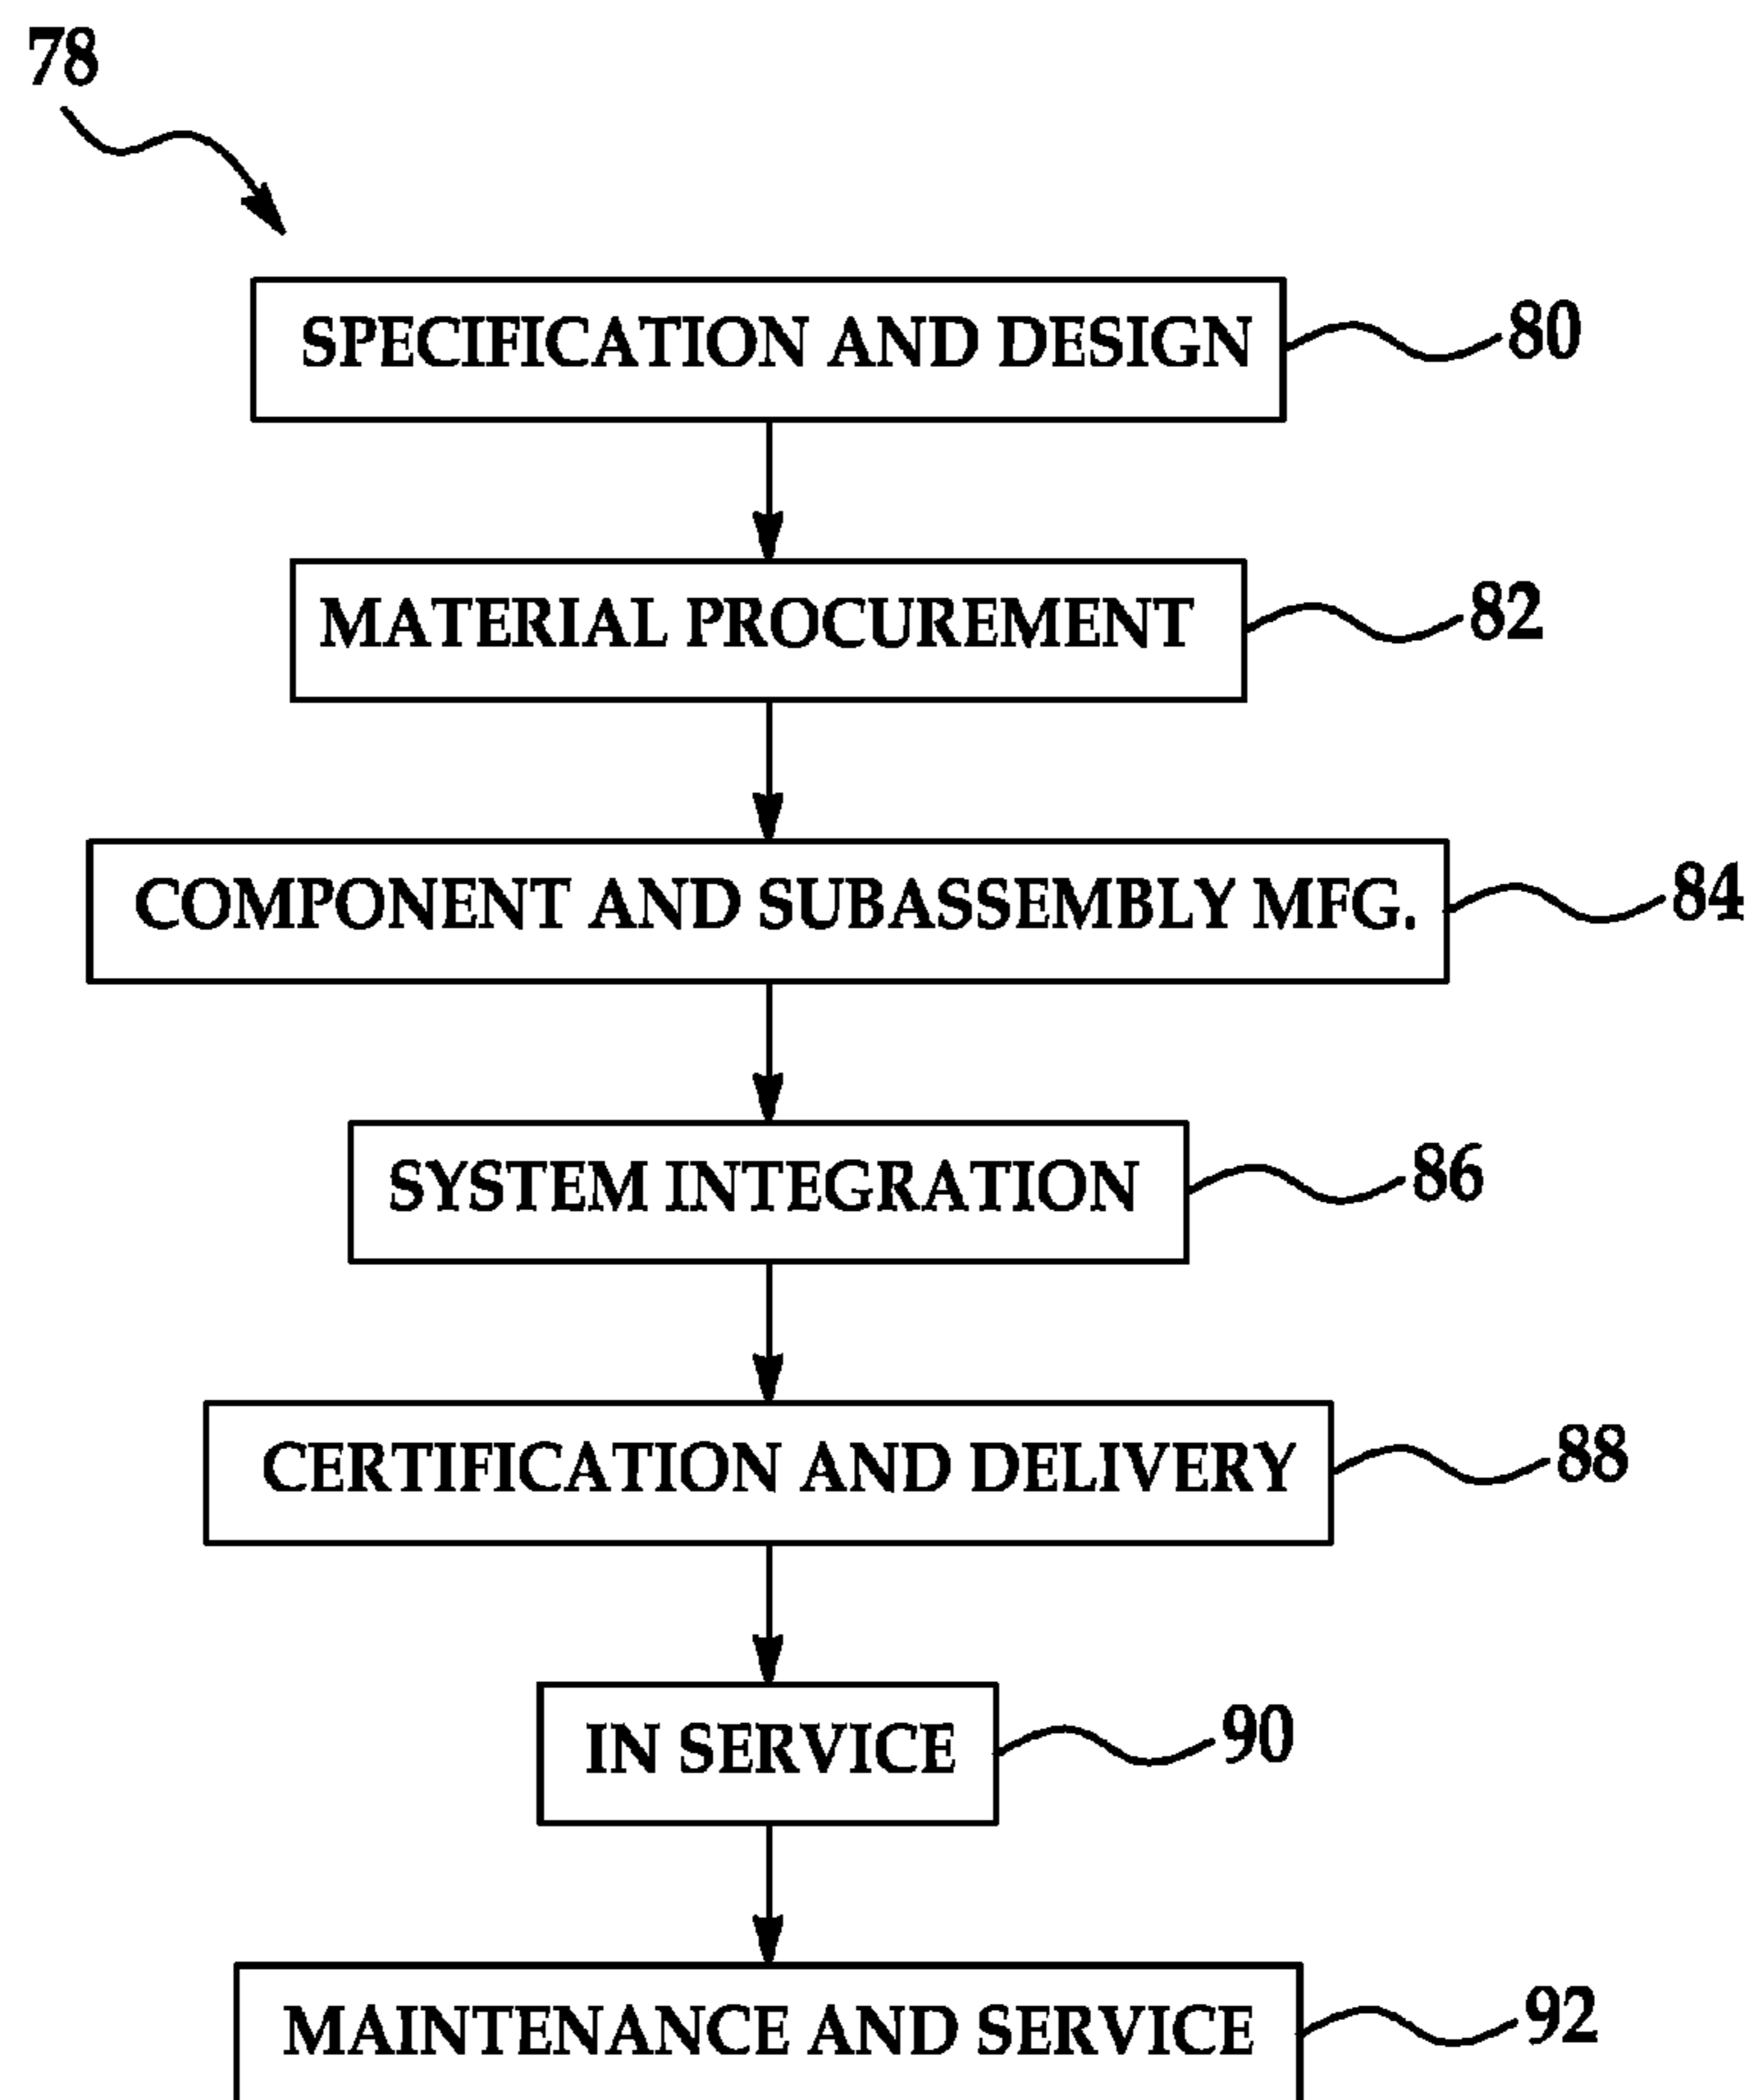 78
SPECIFICATION AND DESIGN 80
MATERIAL PROCUREMENT 82
COMPONENT AND SUBASSEMBLY MFG. 84
SYSTEM INTEGRATION 86
CERTIFICATION AND DELIVERY 88
IN SERVICE 90
MAINTENANCE AND SERVICE 92